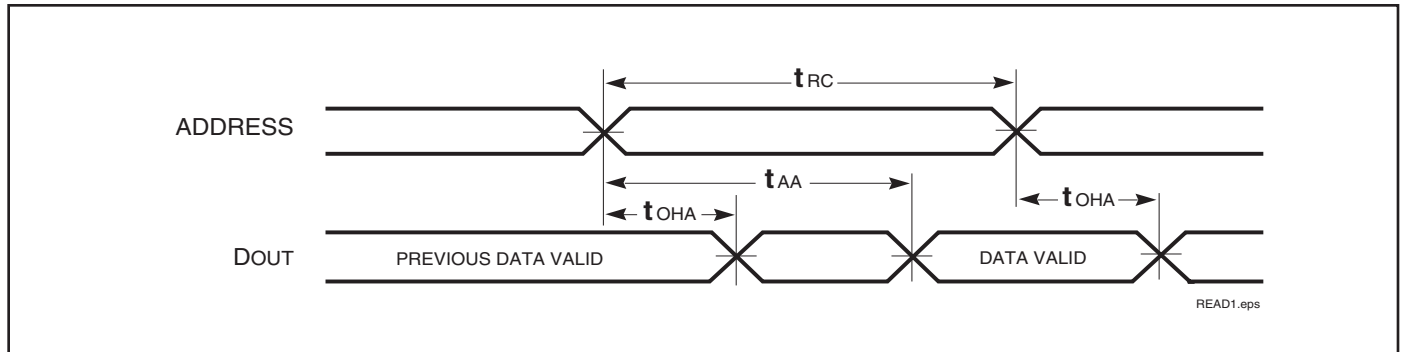 tRC
ADDRESS
tAA
tOHA
tOHA
DOUT
PREVIOUS DATA VALID
DATA VALID
READ1.eps